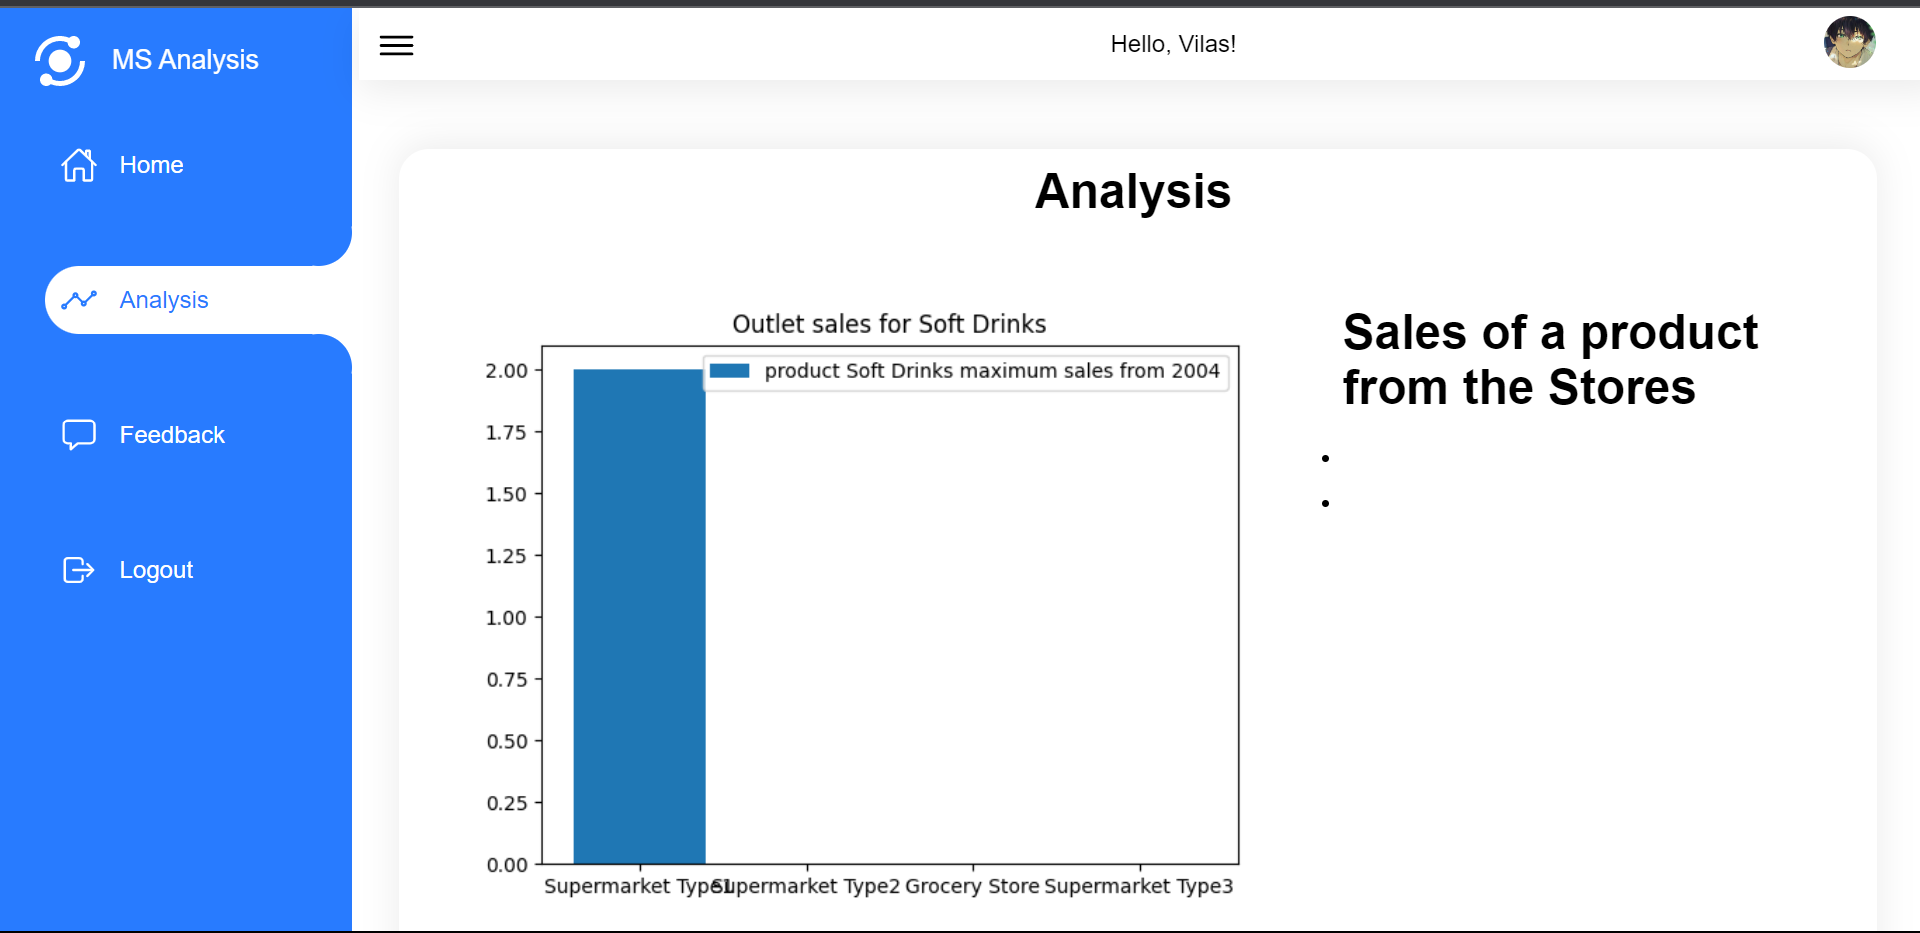 MS Analysis
Hello, Vilas!
Home
Analysis
Feedback
Logout
Analysis
Outlet sales for Soft Drinks
product Soft Drinks maximum sales from 2004
2.00
1.75
1.50
1.25
1.00
0.75
0.50
0.25
0.00
Supermarket Type1 Supermarket Type2 Grocery Store Supermarket Type3
Sales of a product
from the Stores